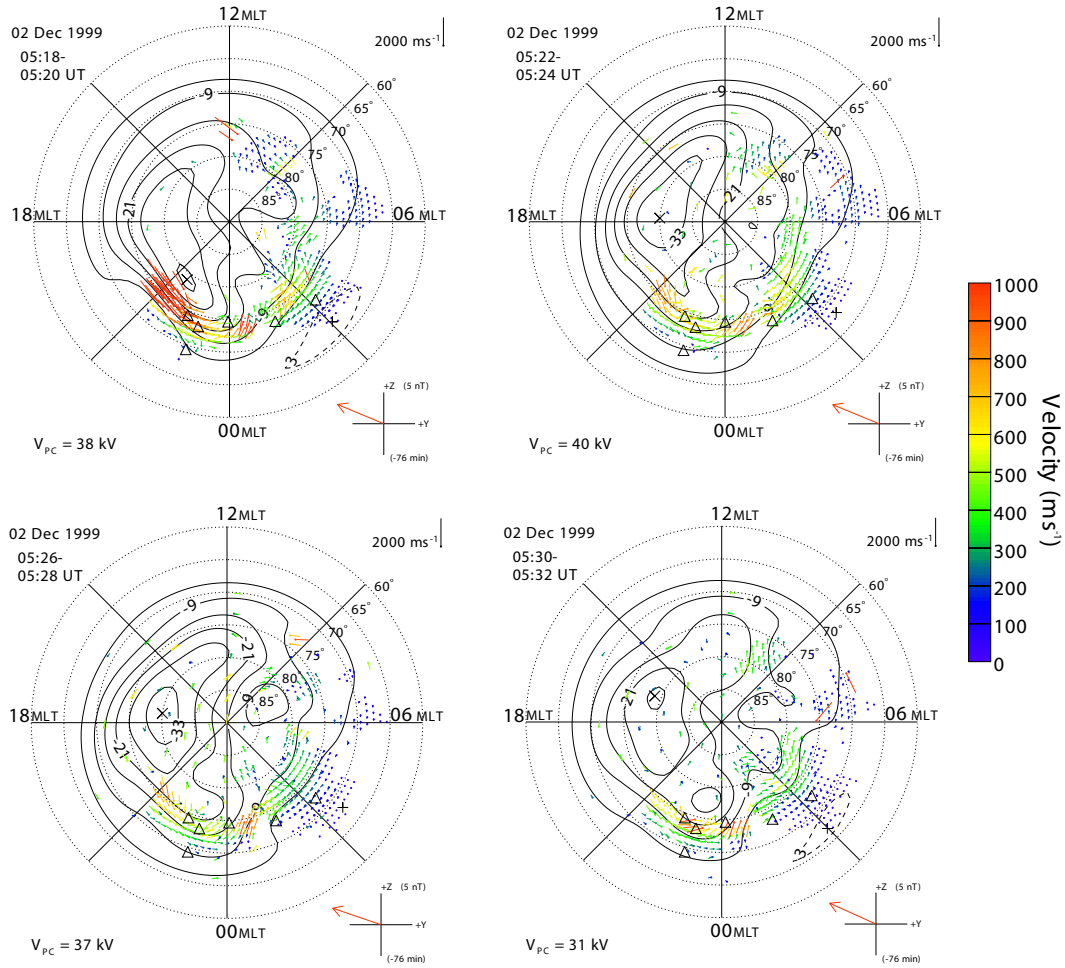 12MLT
02 Dec 1999
05:18-
05:20 UT
2000 ms-1
60°
65°
70°
75°
80°
85°
-9
-21
18MLT
06 MLT
-9
-3
+Z (5 nT)
+Y
(-76 min)
00MLT
VPC = 38 kV
12MLT
02 Dec 1999
05:22-
05:24 UT
2000 ms-1
60°
65°
70°
75°
80°
85°
-9
-21
-33
18MLT
06 MLT
-9
+Z (5 nT)
+Y
(-76 min)
00MLT
VPC = 40 kV
1000
900
800
700
600
500
400
300
200
100
0
Velocity (ms-1)
12MLT
02 Dec 1999
05:26-
05:28 UT
2000 ms-1
60°
65°
70°
75°
80
85°
-9
-21
-9
-33
-21
18MLT
06 MLT
-9
+Z (5 nT)
+Y
(-76 min)
00MLT
VPC = 37 kV
12MLT
02 Dec 1999
05:30-
05:32 UT
2000 ms-1
60°
65°
70°
75°
80°
85°
-9
-21
18MLT
06 MLT
-9
-3
+Z (5 nT)
+Y
(-76 min)
00MLT
VPC = 31 kV